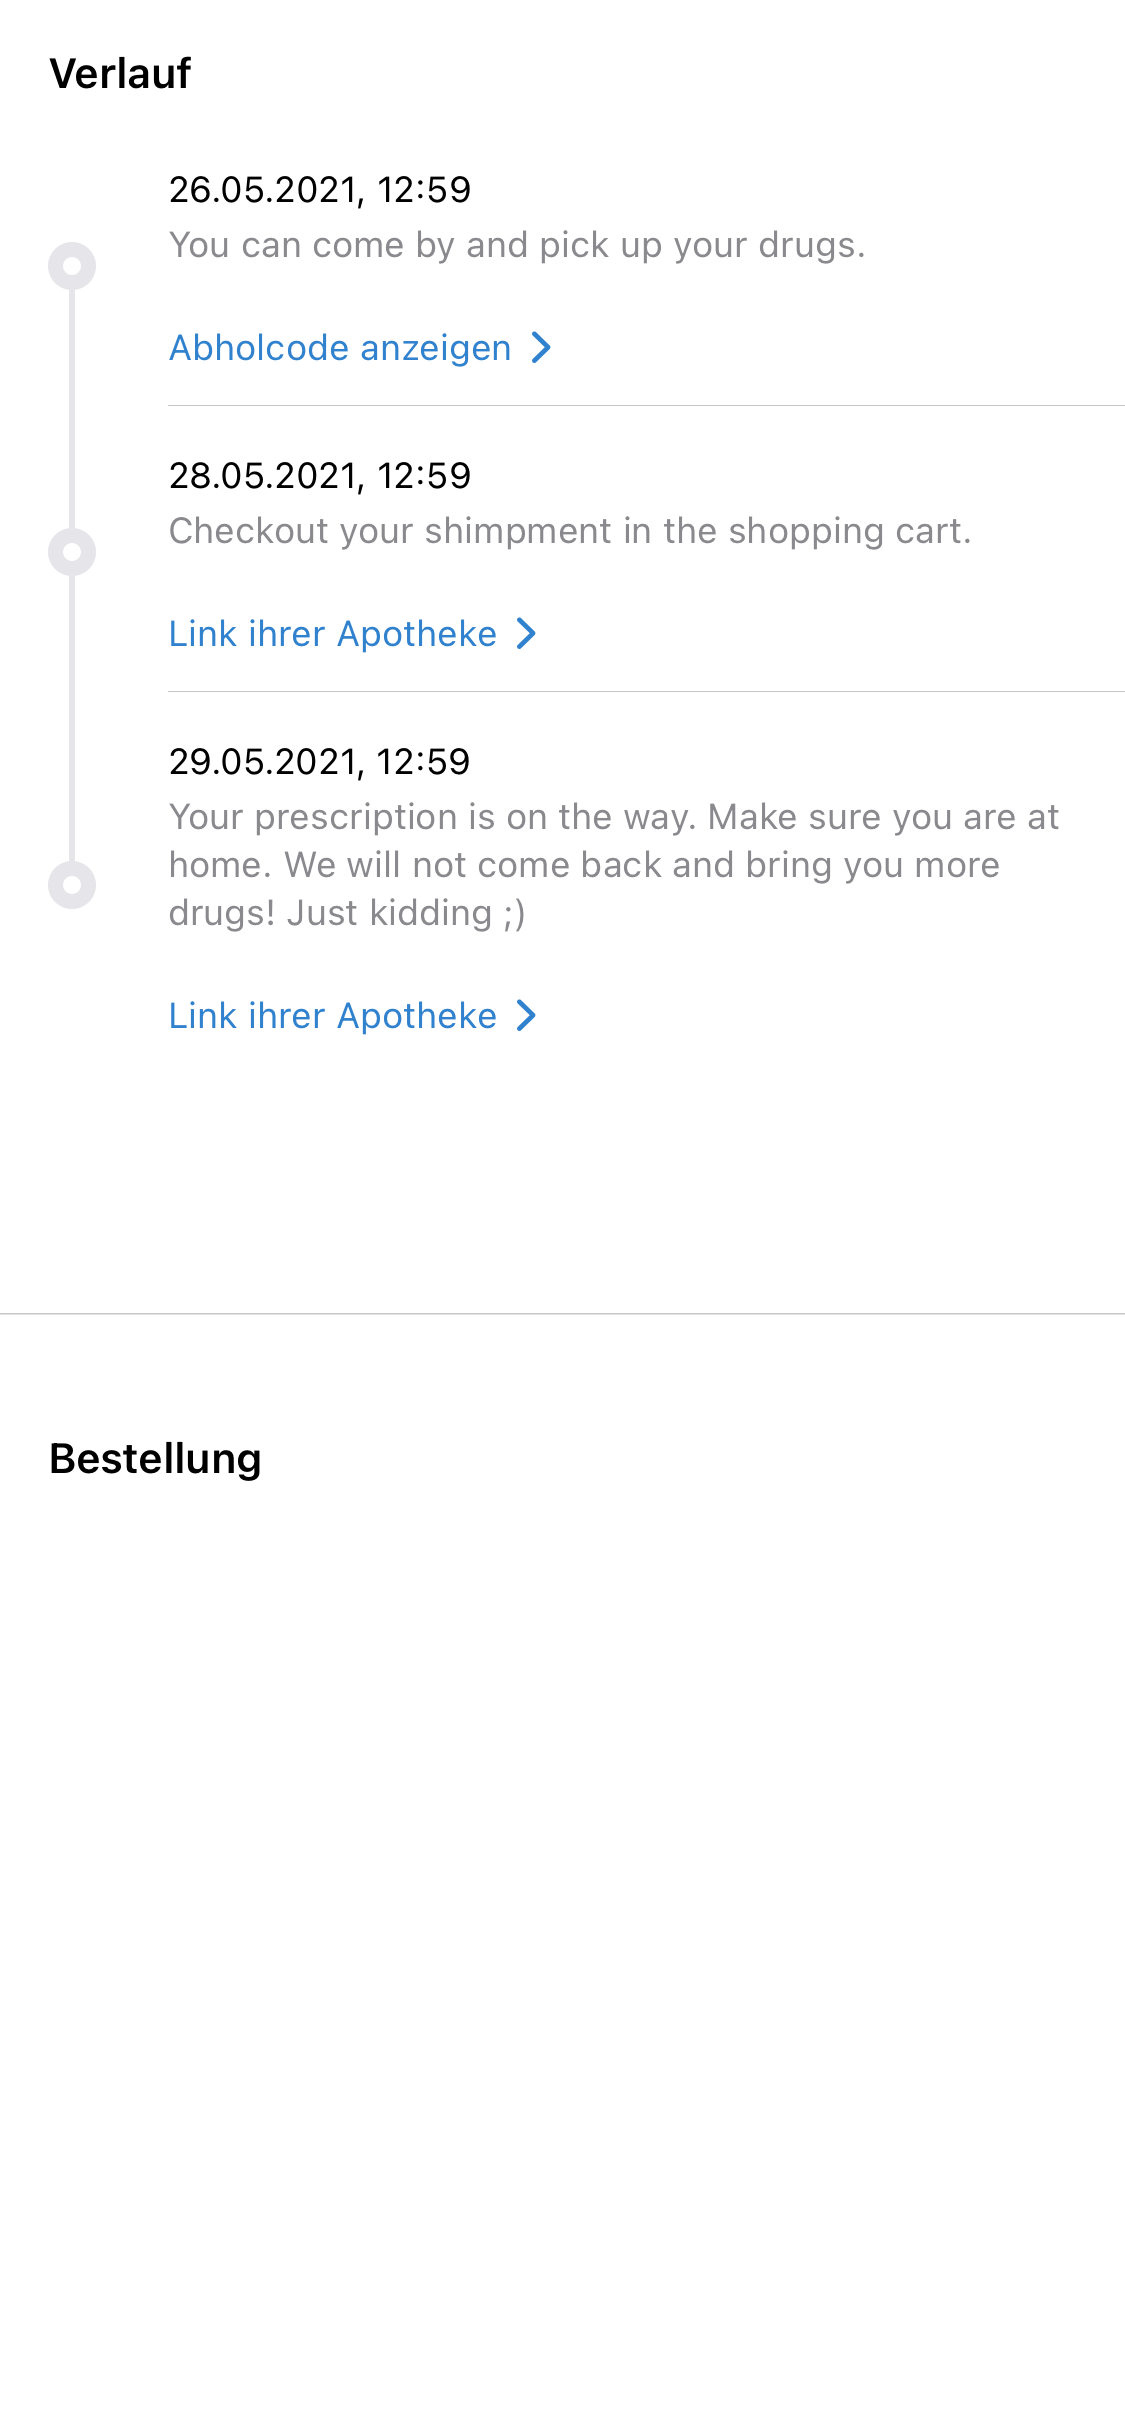 Verlauf
26.05.2021, 12:59
You can come by and pick up your drugs.
Abholcode anzeigen
28.05.2021, 12:59
Checkout your shimpment in the shopping cart.
Link ihrer Apotheke
29.05.2021, 12:59
Your prescription is on the way. Make sure you are at
home. We will not come back and bring you more
drugs! Just kidding ;)
Link ihrer Apotheke
Bestellung